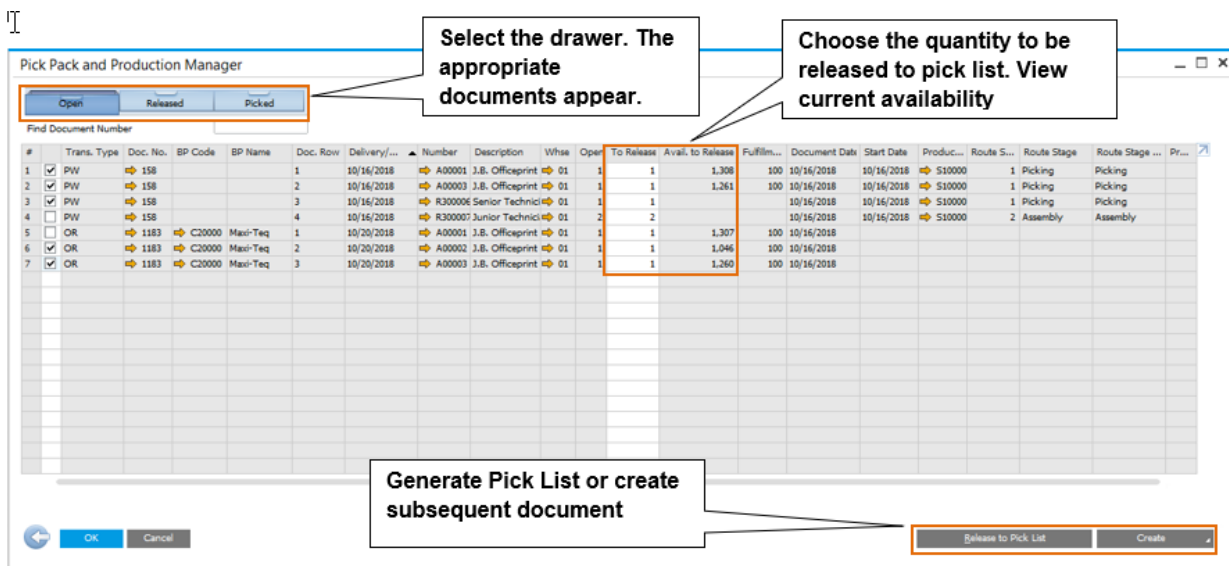 Select the drawer. The
appropriate
documents appear.
Choose the quantity to be
released to pick list. View
current availability
Pick Pack and Production Manager
Open Released Picked
Find Document Number
# Trans. Type Doc. No. BP Code BP Name Doc. Row Delivery/... Number Description Whse Open To Release Avail. to Release Fulfilm... Document Date Start Date Produc... Route S... Route Stage Route Stage ... Pr...
1 PW 158 1 10/16/2018 A00001 J.B. Officeprint 01 1 1 1,308 100 10/16/2018 10/16/2018 S10000 1 Picking Picking
2 PW 158 2 10/16/2018 A00003 J.B. Officeprint 01 1 1 1,261 100 10/16/2018 10/16/2018 S10000 1 Picking Picking
3 PW 158 3 10/16/2018 R300006 Senior Technici 01 1 1 10/16/2018 10/16/2018 S10000 1 Picking Picking
4 PW 158 4 10/16/2018 R300007 Junior Technici 01 2 2 10/16/2018 10/16/2018 S10000 2 Assembly Assembly
5 OR 1183 C20000 Maxi-Teq 1 10/20/2018 A00001 J.B. Officeprint 01 1 1 1,307 100 10/16/2018
6 OR 1183 C20000 Maxi-Teq 2 10/20/2018 A00002 J.B. Officeprint 01 1 1 1,046 100 10/16/2018
7 OR 1183 C20000 Maxi-Teq 3 10/20/2018 A00003 J.B. Officeprint 01 1 1 1,260 100 10/16/2018
Generate Pick List or create
subsequent document
OK Cancel Release to Pick List Create